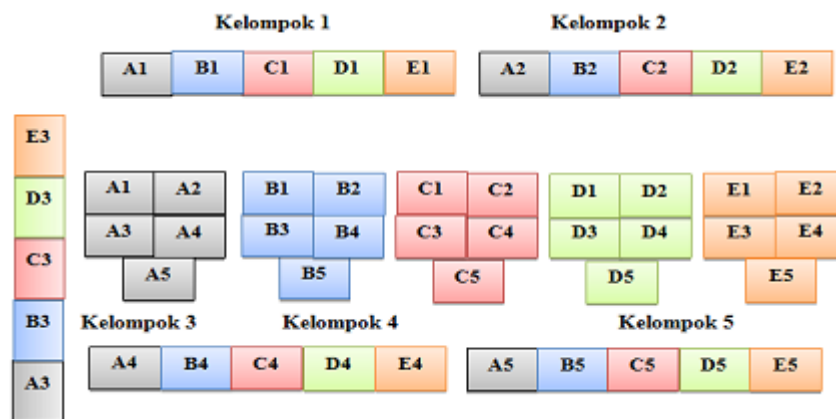 Kelompok 1
Kelompok 2
A1 B1 C1 D1 E1
A2 B2 C2 D2 E2
E3
D3
C3
B3
A3
A1 A2
A3 A4
A5
B1 B2
B3 B4
B5
C1 C2
C3 C4
C5
D1 D2
D3 D4
D5
E1 E2
E3 E4
E5
Kelompok 3
Kelompok 4
Kelompok 5
A4 B4 C4 D4 E4
A5 B5 C5 D5 E5